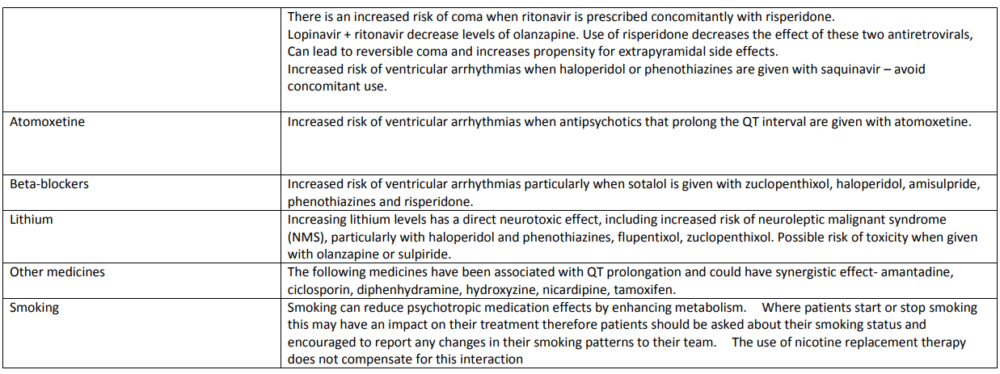 There is an increased risk of coma when ritonavir is prescribed concomitantly with risperidone.
Lopinavir + ritonavir decrease levels of olanzapine. Use of risperidone decreases the effect of these two antiretrovirals,
Can lead to reversible coma and increases propensity for extrapyramidal side effects.
Increased risk of ventricular arrhythmias when haloperidol or phenothiazines are given with saquinavir – avoid
concomitant use.
Atomoxetine
Increased risk of ventricular arrhythmias when antipsychotics that prolong the QT interval are given with atomoxetine.
Beta-blockers
Increased risk of ventricular arrhythmias particularly when sotalol is given with zuclopenthixol, haloperidol, amisulpride,
phenothiazines and risperidone.
Lithium
Increasing lithium levels has a direct neurotoxic effect, including increased risk of neuroleptic malignant syndrome
(NMS), particularly with haloperidol and phenothiazines, flupentixol, zuclopenthixol. Possible risk of toxicity when given
with olanzapine or sulpiride.
Other medicines
The following medicines have been associated with QT prolongation and could have synergistic effect- amantadine,
ciclosporin, diphenhydramine, hydroxyzine, nicardipine, tamoxifen.
Smoking
Smoking can reduce psychotropic medication effects by enhancing metabolism. Where patients start or stop smoking
this may have an impact on their treatment therefore patients should be asked about their smoking status and
encouraged to report any changes in their smoking patterns to their team. The use of nicotine replacement therapy
does not compensate for this interaction